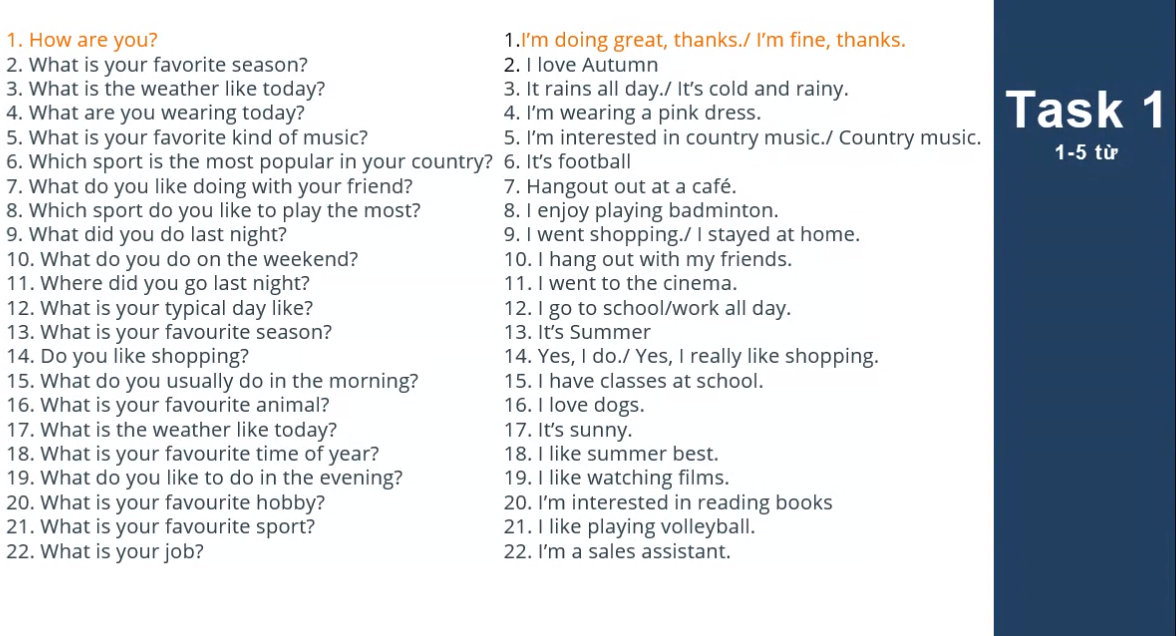 1. How are you?
2. What is your favorite season?
3. What is the weather like today?
4. What are you wearing today?
5. What is your favorite kind of music?
6. Which sport is the most popular in your country?
7. What do you like doing with your friend?
8. Which sport do you like to play the most?
9. What did you do last night?
10. What do you do on the weekend?
11. Where did you go last night?
12. What is your typical day like?
13. What is your favourite season?
14. Do you like shopping?
15. What do you usually do in the morning?
16. What is your favourite animal?
17. What is the weather like today?
18. What is your favourite time of year?
19. What do you like to do in the evening?
20. What is your favourite hobby?
21. What is your favourite sport?
22. What is your job?
1.I’m doing great, thanks./ I’m fine, thanks.
2. I love Autumn
3. It rains all day./ It’s cold and rainy.
4. I’m wearing a pink dress.
5. I’m interested in country music./ Country music.
6. It’s football
7. Hangout out at a café.
8. I enjoy playing badminton.
9. I went shopping./ I stayed at home.
10. I hang out with my friends.
11. I went to the cinema.
12. I go to school/work all day.
13. It’s Summer
14. Yes, I do./ Yes, I really like shopping.
15. I have classes at school.
16. I love dogs.
17. It’s sunny.
18. I like summer best.
19. I like watching films.
20. I’m interested in reading books
21. I like playing volleyball.
22. I’m a sales assistant.
Task 1
1-5 từ